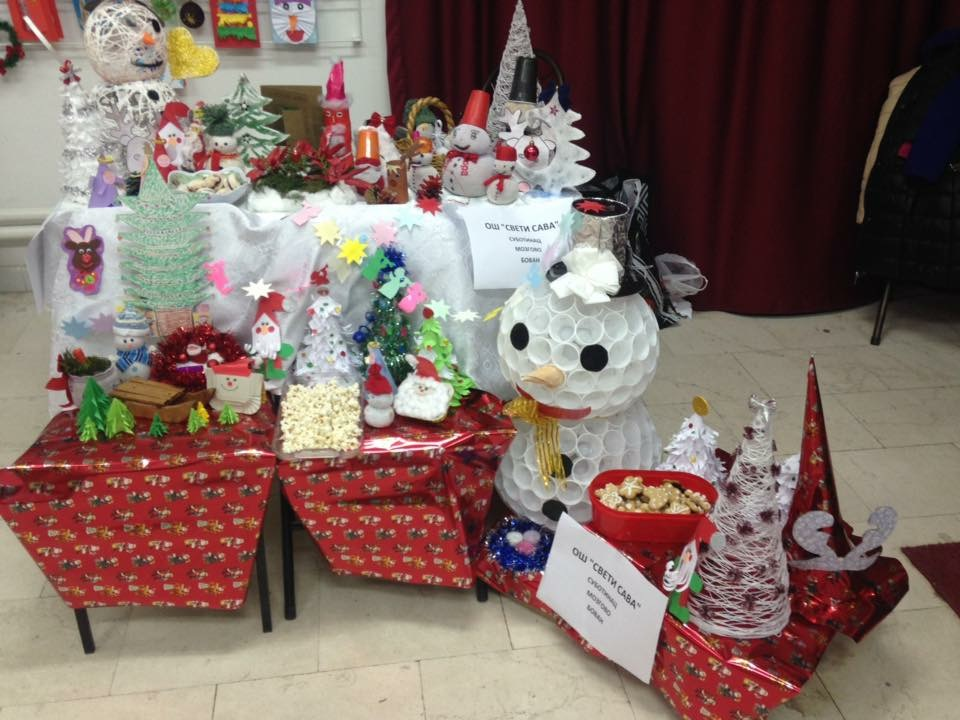 ОШ "СВЕТИ САВА"
СУБОТИНАЦ
МОЗГОВО
БОВАН
ОШ "СВЕТИ САВА"
СУБОТИНАЦ
МОЗГОВО
БОВАН